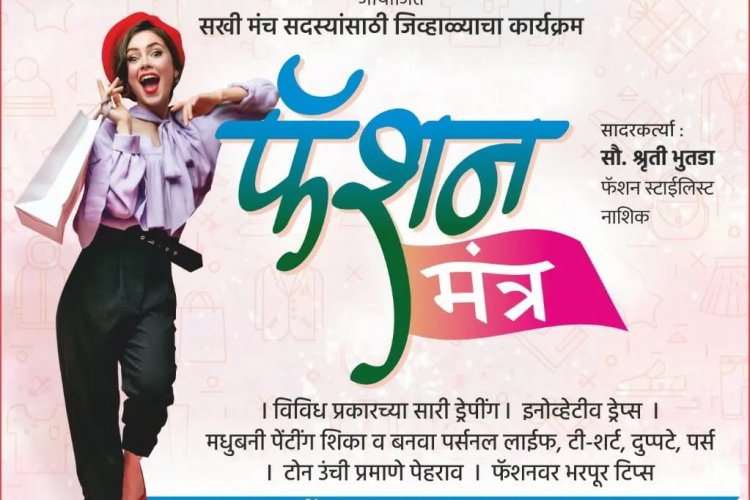 आयोजित
सखी मंच सदस्यांसाठी जिव्हाळ्याचा कार्यक्रम
फॅशन
मंत्र
सादरकर्त्या :
सौ. श्रृती भुतडा
फॅशन स्टाईलिस्ट
नाशिक
। विविध प्रकारच्या सारी ड्रेपींग । इनोव्हेटीव ड्रेप्स ।
मधुबनी पेंटींग शिका व बनवा पर्सनल लाईफ, टी-शर्ट, दुप्पटे, पर्स
। टोन उंची प्रमाणे पेहराव । फॅशनवर भरपूर टिप्स